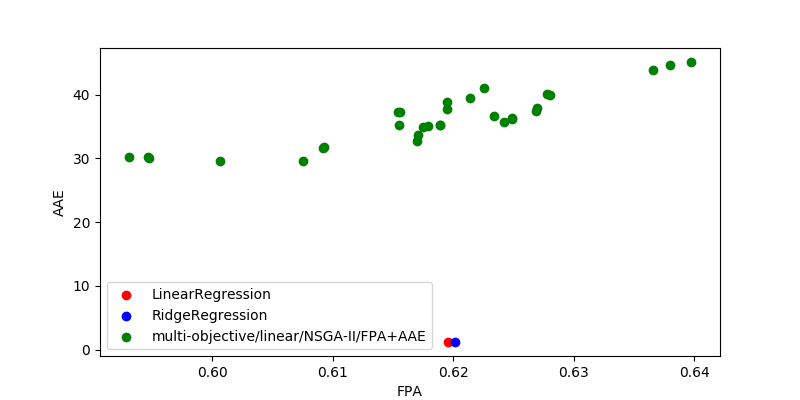 40
30
20
10
0
AAE
LinearRegression
RidgeRegression
multi-objective/linear/NSGA-II/FPA+AAE
0.60 0.61 0.62 0.63 0.64
FPA